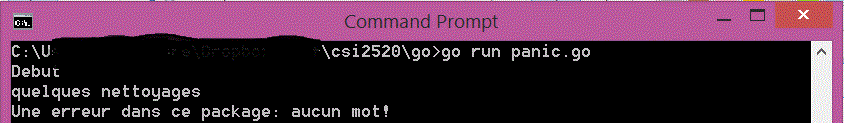 Command Prompt
C:\U \csi2520\go>go run panic.go
Debut
quelques nettoyages
Une erreur dans ce package: aucun mot!